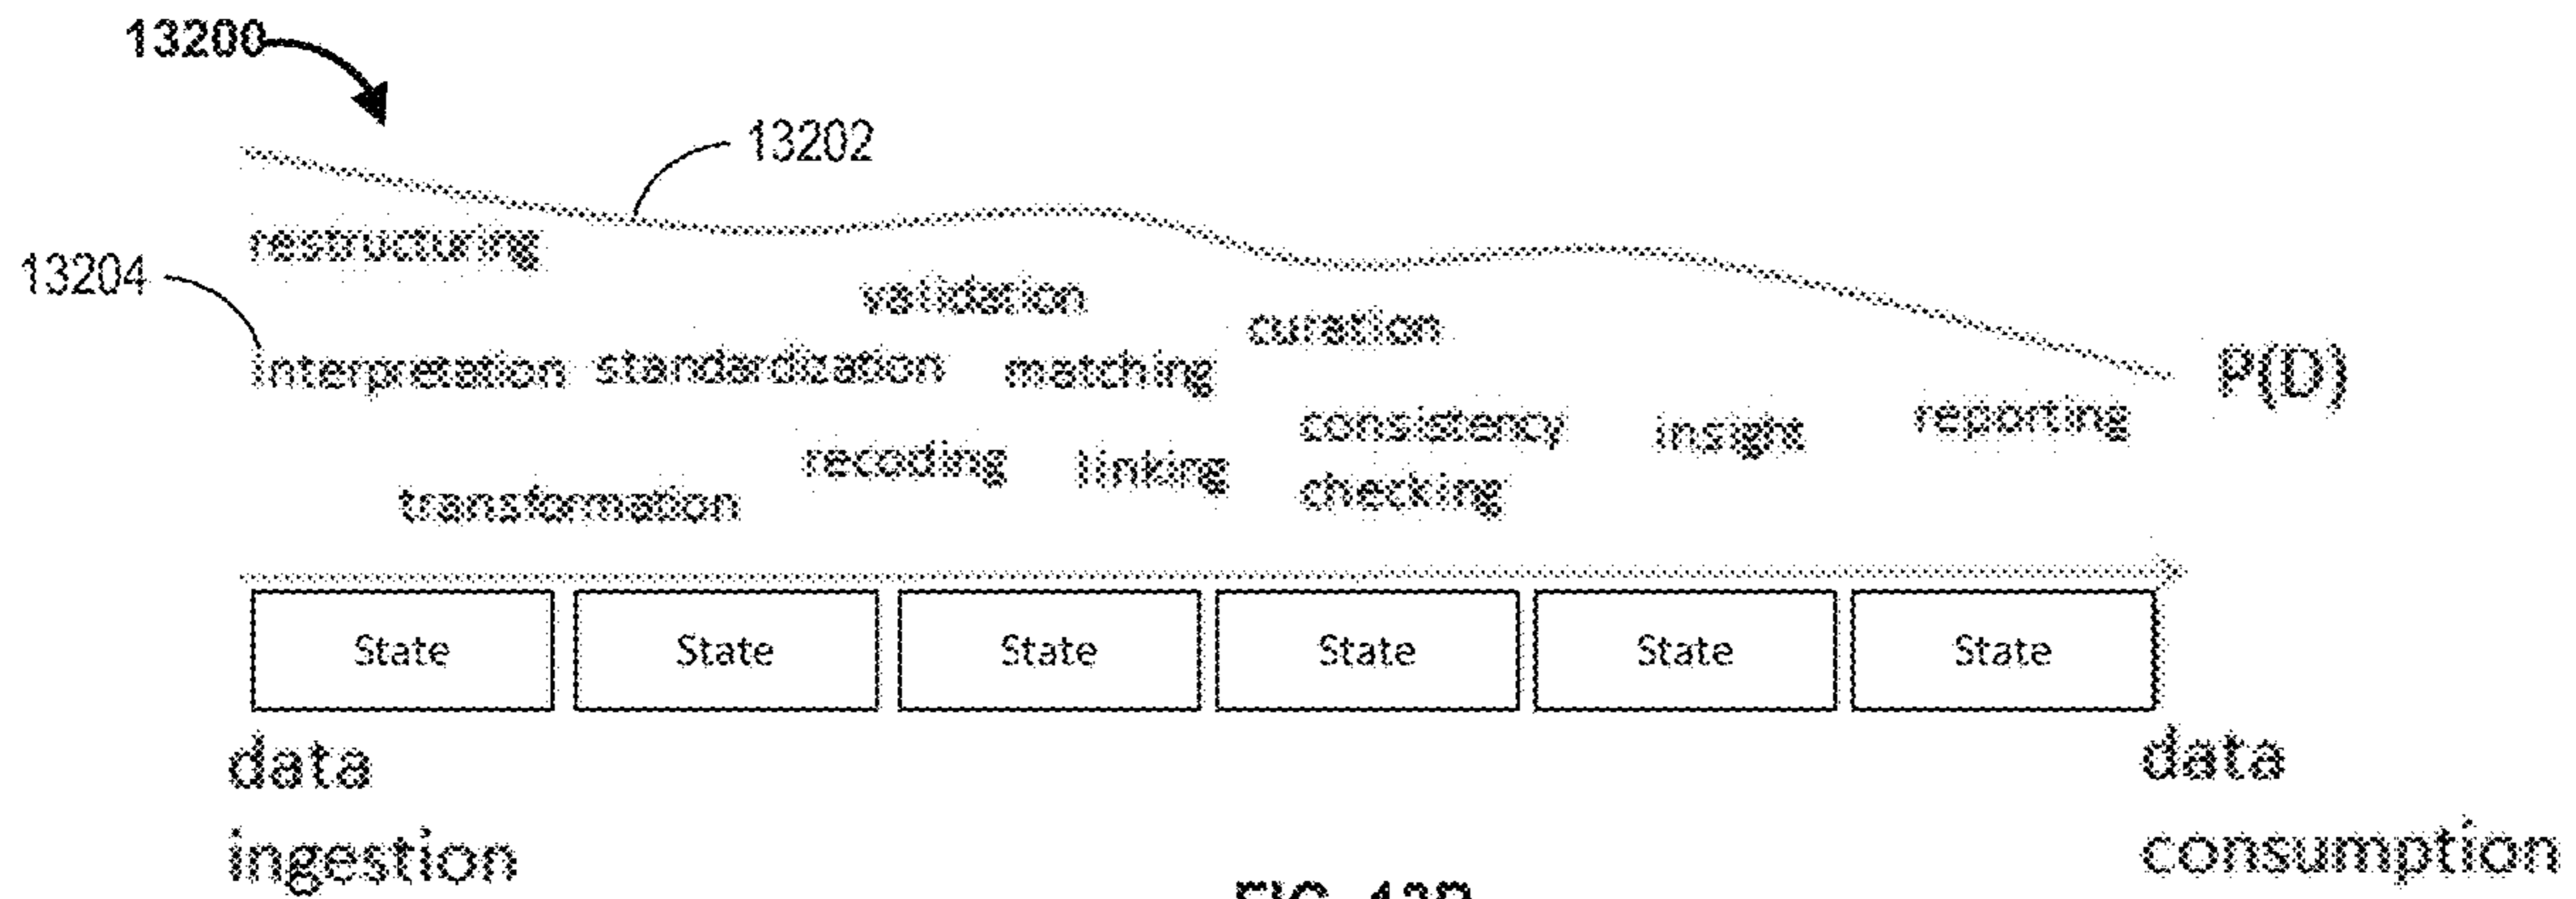 13200
13202
restructuring
13204
validation
curation
interpretation
standardization
matching
P(D)
consistency
checking
insight
reporting
recoding
linking
transformation
State
State
State
State
State
State
data
ingestion
data
consumption